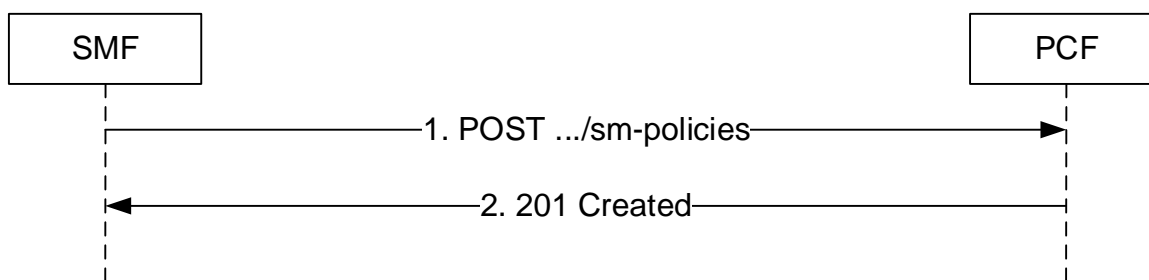 SMF
PCF
1. POST .../sm-policies
2. 201 Created